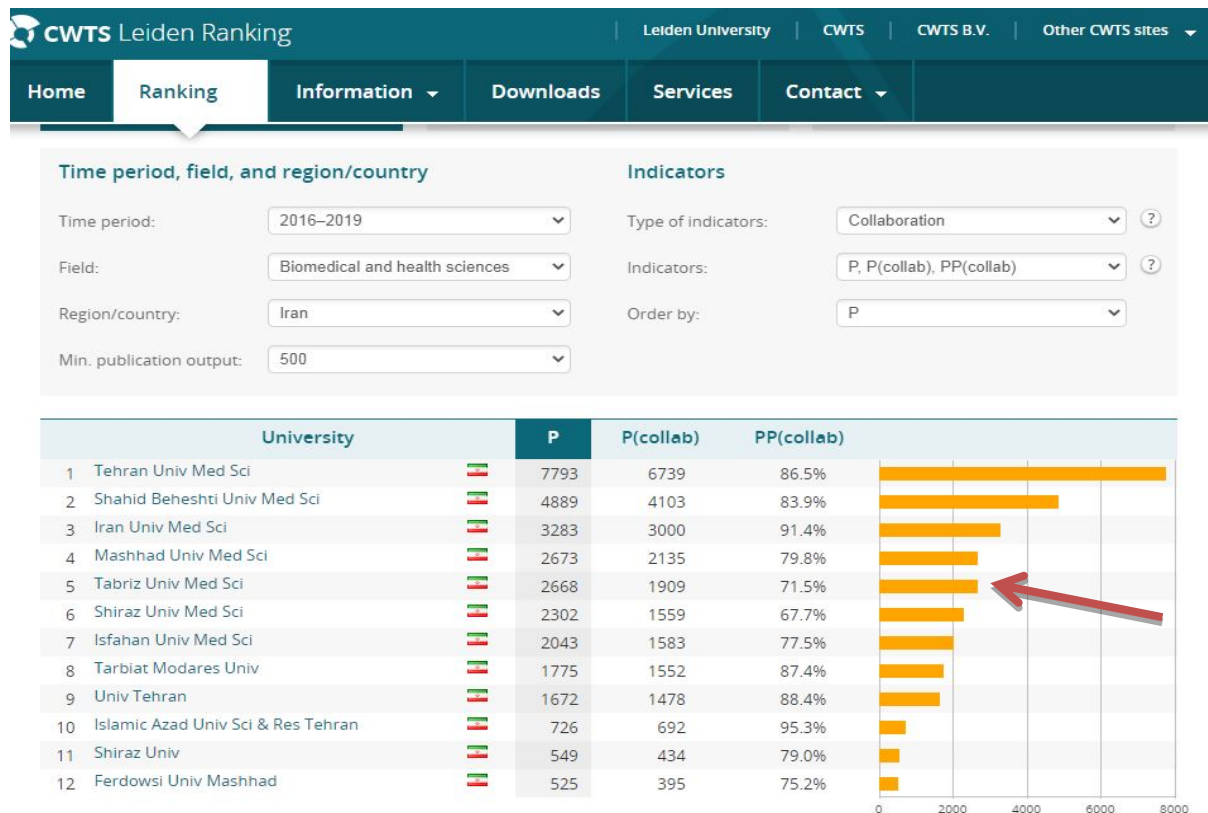 CWTS Leiden Ranking
Leiden University | CWTS | CWTS B.V. | Other CWTS sites
Home Ranking Information Downloads Services Contact
Time period, field, and region/country Indicators
Time period: 2016–2019 Type of indicators: Collaboration ?
Field: Biomedical and health sciences Indicators: P, P(collab), PP(collab) ?
Region/country: Iran Order by: P
Min. publication output: 500
University P P(collab) PP(collab)
1 Tehran Univ Med Sci 7793 6739 86.5%
2 Shahid Beheshti Univ Med Sci 4889 4103 83.9%
3 Iran Univ Med Sci 3283 3000 91.4%
4 Mashhad Univ Med Sci 2673 2135 79.8%
5 Tabriz Univ Med Sci 2668 1909 71.5%
6 Shiraz Univ Med Sci 2302 1559 67.7%
7 Isfahan Univ Med Sci 2043 1583 77.5%
8 Tarbiat Modares Univ 1775 1552 87.4%
9 Univ Tehran 1672 1478 88.4%
10 Islamic Azad Univ Sci & Res Tehran 726 692 95.3%
11 Shiraz Univ 549 434 79.0%
12 Ferdowsi Univ Mashhad 525 395 75.2%
0 2000 4000 6000 8000